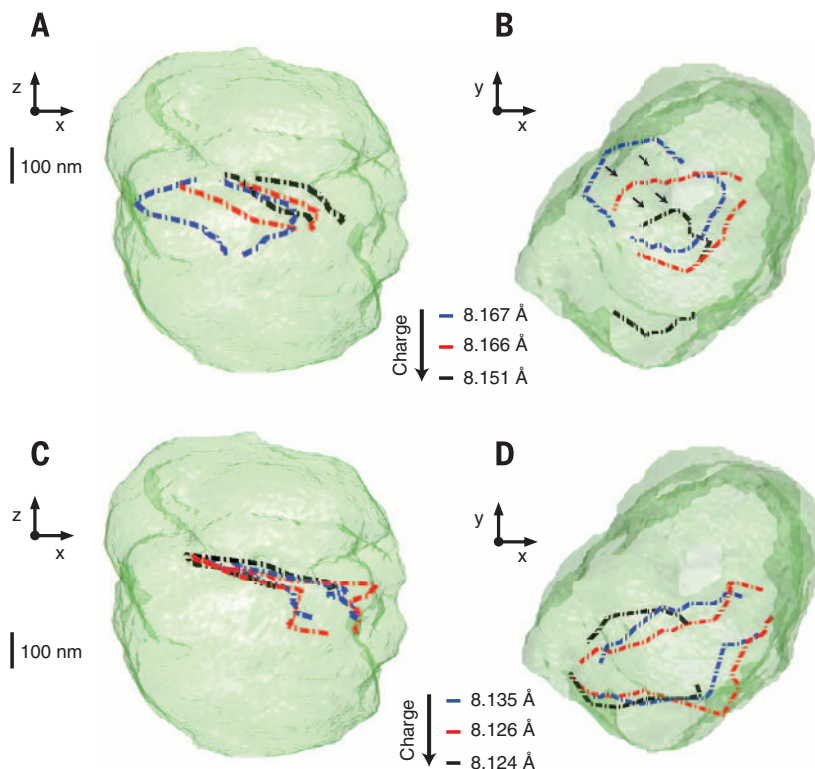 A
B
z
x
100 nm
y
x
Charge
8.167 Å
8.166 Å
8.151 Å
C
D
z
x
100 nm
y
x
Charge
8.135 Å
8.126 Å
8.124 Å